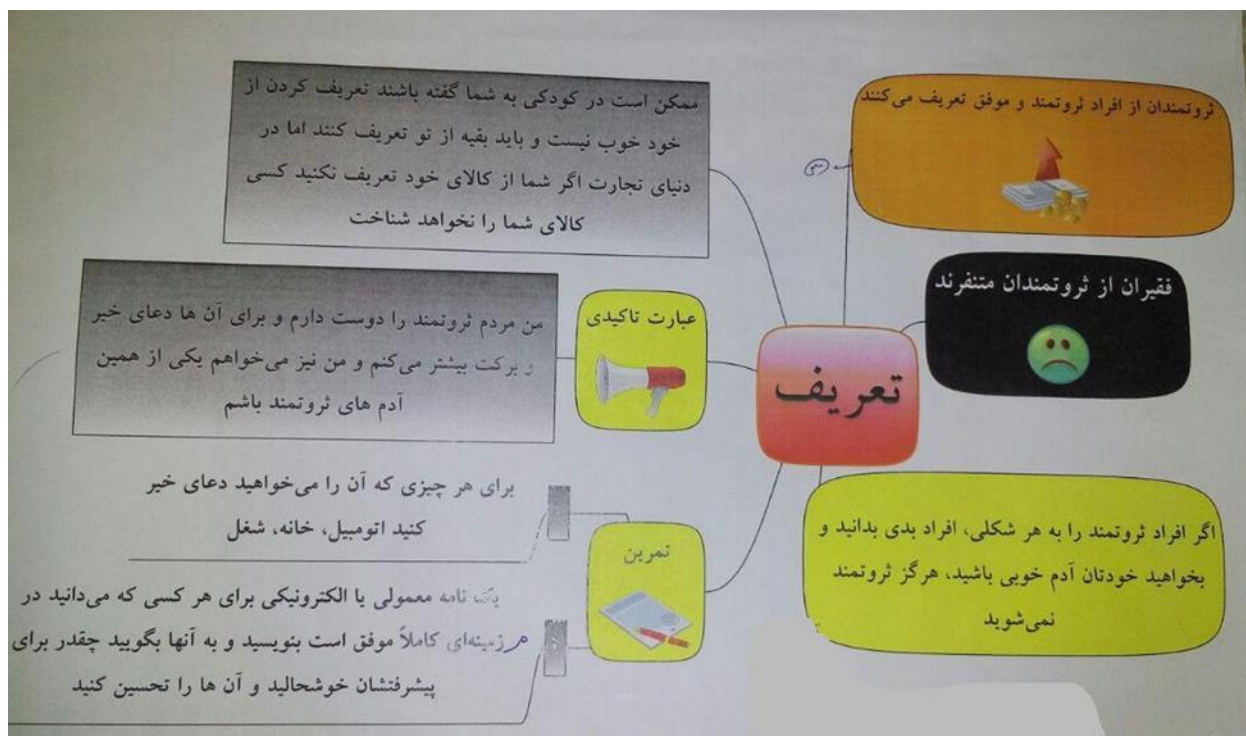 ثروتمندان از افراد ثروتمند و موفق تعریف می‌کنند
فقیران از ثروتمندان متنفرند
تعریف
اگر افراد ثروتمند را به هر شکلی، افراد بدی بدانید و
بخواهید خودتان آدم خوبی باشید، هرگز ثروتمند
نمی‌شوید
ممکن است در کودکی به شما گفته باشند تعریف کردن از
خود خوب نیست و باید بقیه از تو تعریف کنند اما در
دنیای تجارت اگر شما از کالای خود تعریف نکنید کسی
کالای شما را نخواهد شناخت
عبارت تاکیدی
من مردم ثروتمند را دوست دارم و برای آن ها دعای خیر
و برکت بیشتر می‌کنم و من نیز می‌خواهم یکی از همین
آدم های ثروتمند باشم
تمرین
برای هر چیزی که آن را می‌خواهید دعای خیر
کنید اتومبیل، خانه، شغل
یک نامه معمولی یا الکترونیکی برای هر کسی که می‌دانید در
زمینه‌ای کاملاً موفق است بنویسید و به آنها بگویید چقدر برای
پیشرفتشان خوشحالید و آن ها را تحسین کنید